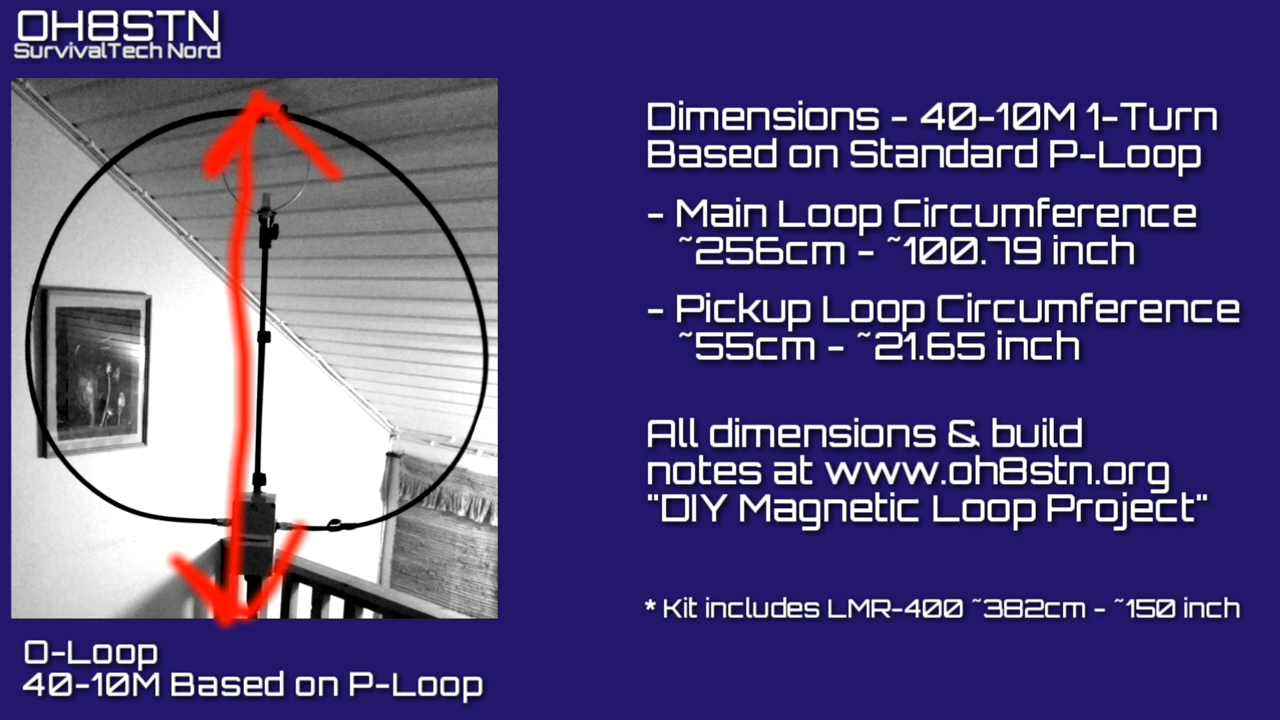 OH8STN
SurvivalTech Nord
Dimensions - 40-10M 1-Turn
Based on Standard P-Loop
- Main Loop Circumference
~256cm - ~100.79 inch
- Pickup Loop Circumference
~55cm - ~21.65 inch
All dimensions & build
notes at www.oh8stn.org
"DIY Magnetic Loop Project"
* Kit includes LMR-400 ~382cm - ~150 inch
O-Loop
40-10M Based on P-Loop